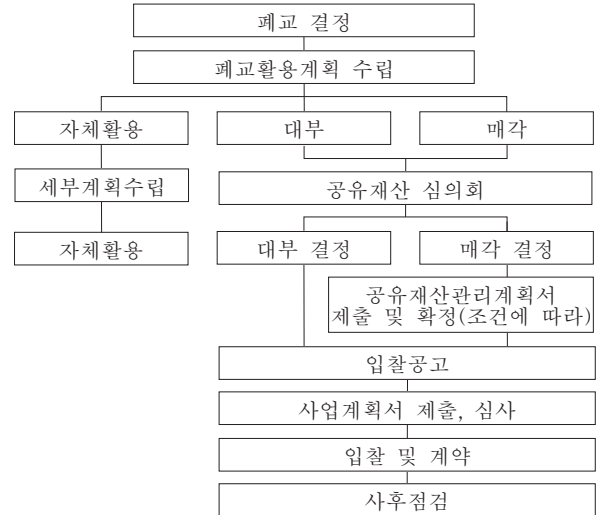 폐교 결정
폐교활용계획 수립
자체활용
대부
매각
세부계획수립
공유재산 심의회
자체활용
대부 결정
매각 결정
공유재산관리계획서
제출 및 확정(조건에 따라)
입찰공고
사업계획서 제출, 심사
입찰 및 계약
사후점검